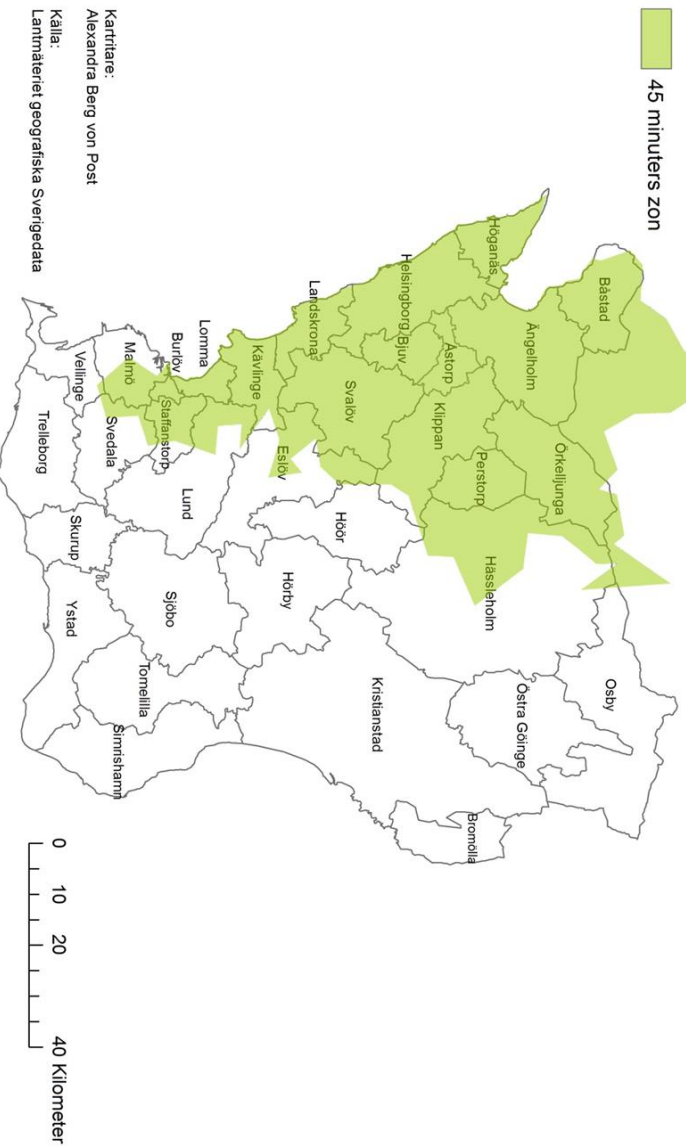 45 minuters zon
Båstad
Höganäs
Ängelholm
Örkelljunga
Osby
Helsingborg
Bjuv
Åstorp
Klippan
Perstorp
Hässleholm
Östra Göinge
Landskrona
Svalöv
Bromölla
Kävlinge
Eslöv
Höör
Hörby
Kristianstad
Lomma
Burlöv
Staffanstorp
Lund
Malmö
Sjöbo
Tomelilla
Simrishamn
Vellinge
Svedala
Trelleborg
Skurup
Ystad
Kartritare:
Alexandra Berg von Post
Källa:
Lantmäteriet geografiska Sverigedata
0 10 20 40 Kilometer